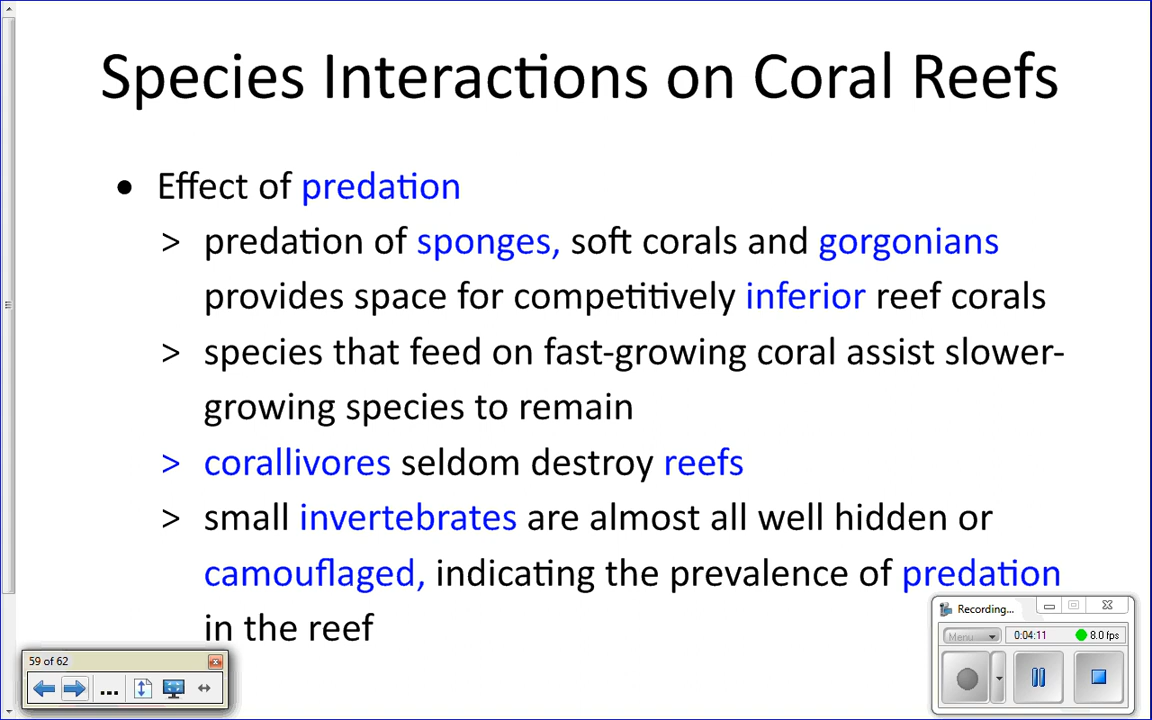 Species Interactions on Coral Reefs
• Effect of predation
> predation of sponges, soft corals and gorgonians
provides space for competitively inferior reef corals
> species that feed on fast-growing coral assist slower-
growing species to remain
> corallivores seldom destroy reefs
> small invertebrates are almost all well hidden or
camouflaged, indicating the prevalence of predation
in the reef
Recording...
Menu
0:04:11
8.0 fps
59 of 62
...